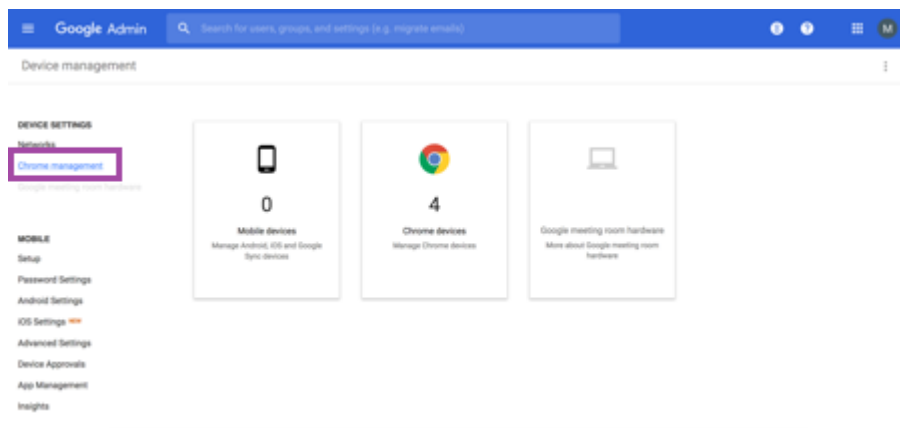 Google Admin
Search for users, groups, and settings (e.g. migrate emails)
M
Device management
DEVICE SETTINGS
Networks
Chrome management
Google meeting room hardware
MOBILE
Setup
Password Settings
Android Settings
iOS Settings NEW
Advanced Settings
Device Approvals
App Management
Insights
0
Mobile devices
Manage Android, iOS and Google
Sync devices
4
Chrome devices
Manage Chrome devices
Google meeting room hardware
More about Google meeting room
hardware